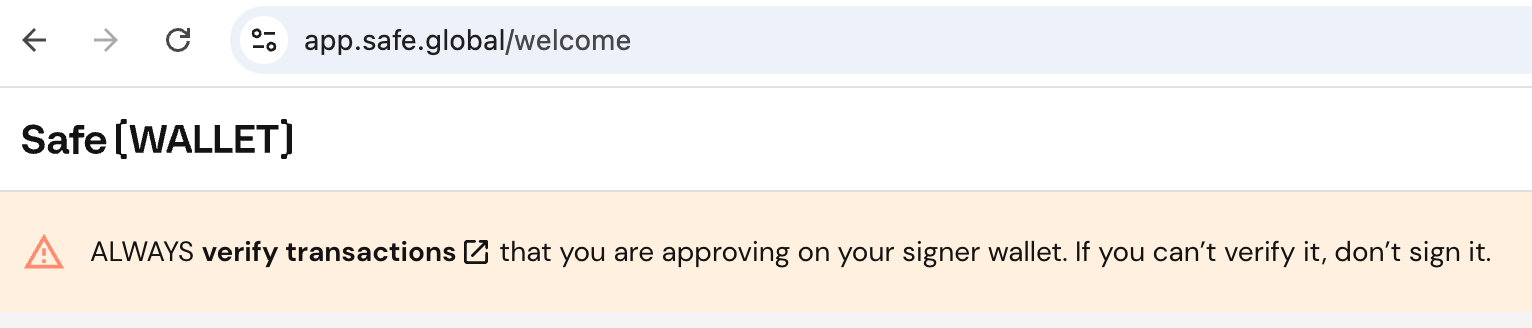 app.safe.global/welcome
Safe{WALLET}
ALWAYS verify transactions that you are approving on your signer wallet. If you can’t verify it, don’t sign it.